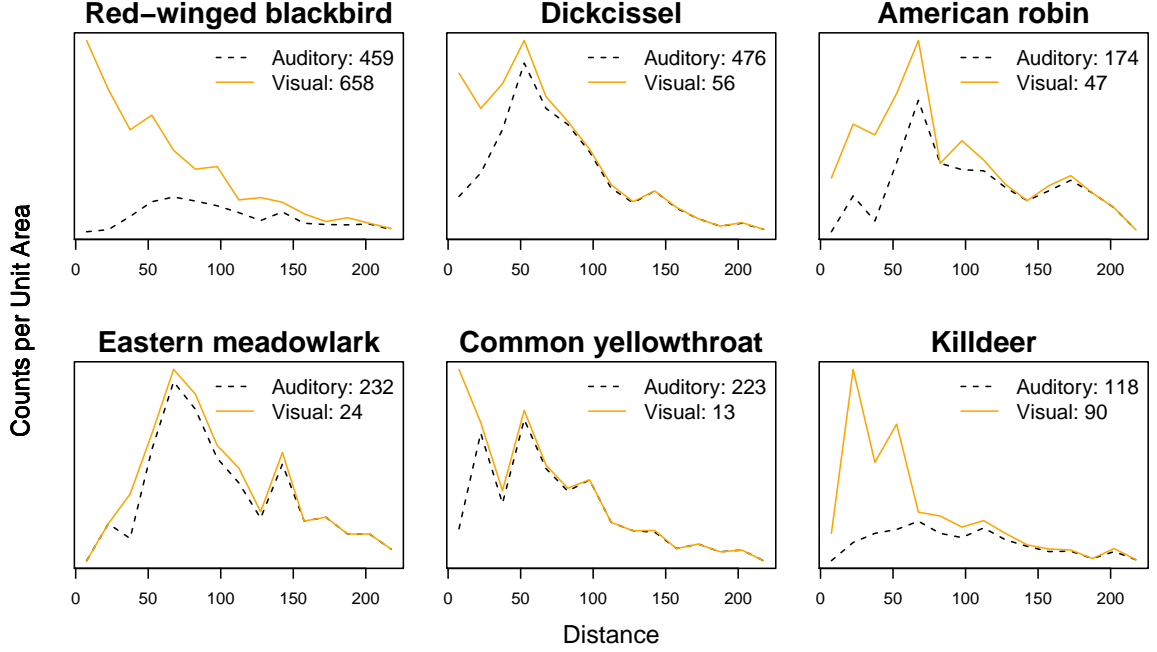 Red−winged blackbird
Auditory: 459
Visual: 658
0 50 100 150 200
Dickcissel
Auditory: 476
Visual: 56
0 50 100 150 200
American robin
Auditory: 174
Visual: 47
0 50 100 150 200
Eastern meadowlark
Auditory: 232
Visual: 24
0 50 100 150 200
Common yellowthroat
Auditory: 223
Visual: 13
0 50 100 150 200
Killdeer
Auditory: 118
Visual: 90
0 50 100 150 200
Counts per Unit Area
Distance